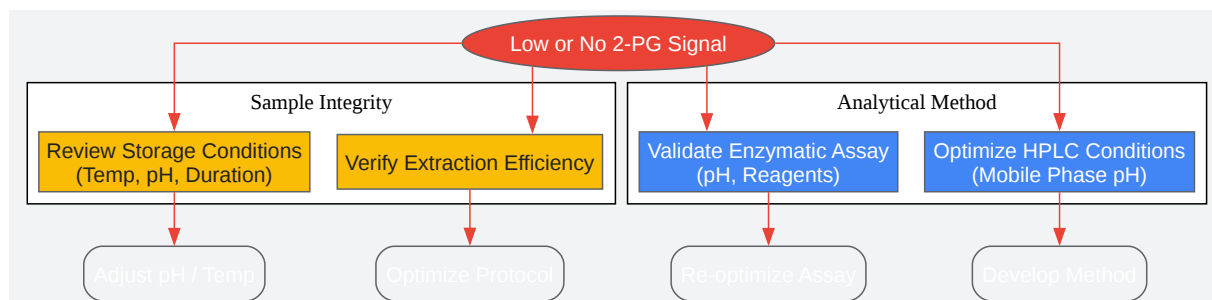 Low or No 2-PG Signal
Sample Integrity
Analytical Method
Review Storage Conditions
(Temp, pH, Duration)
Verify Extraction Efficiency
Validate Enzymatic Assay
(pH, Reagents)
Optimize HPLC Conditions
(Mobile Phase pH)
Adjust pH / Temp
Optimize Protocol
Re-optimize Assay
Develop Method